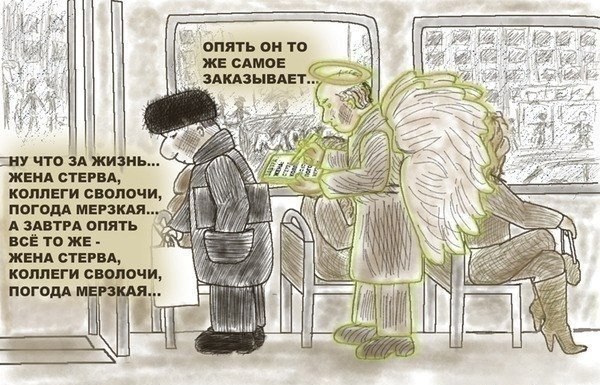 ОПЯТЬ ОН ТО
ЖЕ САМОЕ
ЗАКАЗЫВАЕТ...
НУ ЧТО ЗА ЖИЗНЬ...
ЖЕНА СТЕРВА,
КОЛЛЕГИ СВОЛОЧИ,
ПОГОДА МЕРЗКАЯ...
А ЗАВТРА ОПЯТЬ
ВСЁ ТО ЖЕ -
ЖЕНА СТЕРВА,
КОЛЛЕГИ СВОЛОЧИ,
ПОГОДА МЕРЗКАЯ...